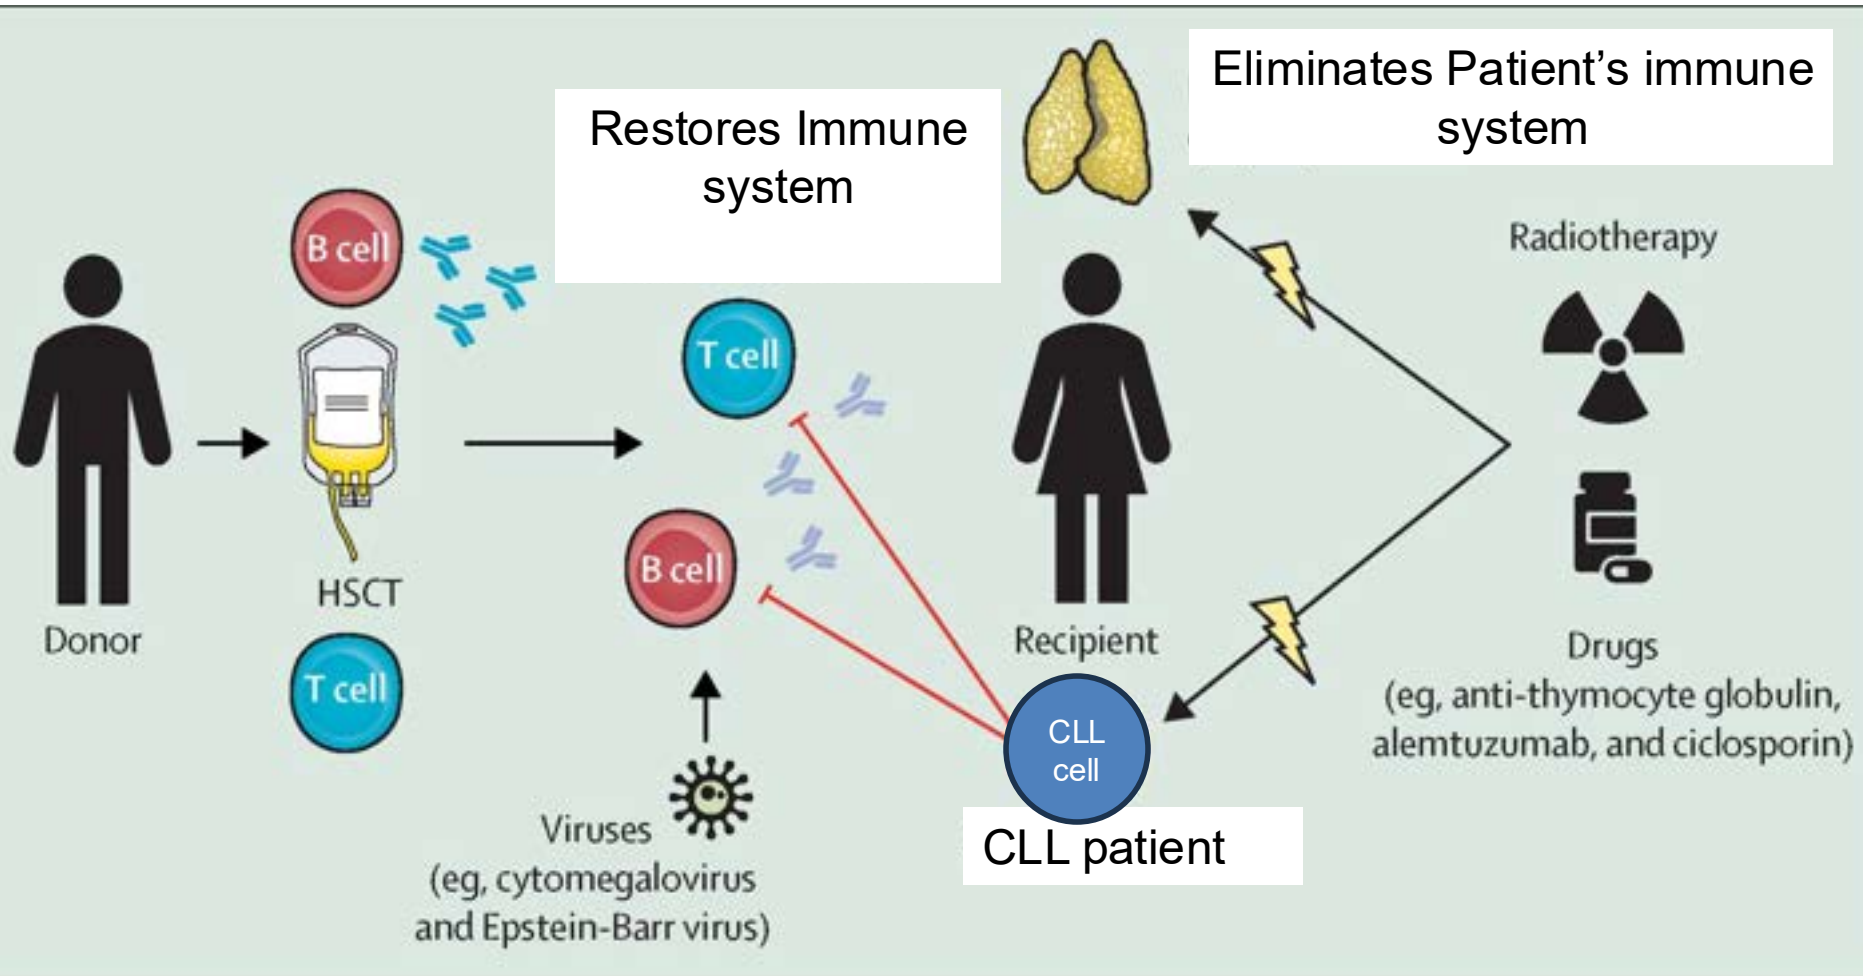 Eliminates Patient’s immune
system
Restores Immune
system
B cell
Radiotherapy
T cell
B cell
HSCT
Donor
Recipient
T cell
Drugs
(eg, anti-thymocyte globulin,
alemtuzumab, and ciclosporin)
CLL
cell
Viruses
(eg, cytomegalovirus
and Epstein-Barr virus)
CLL patient